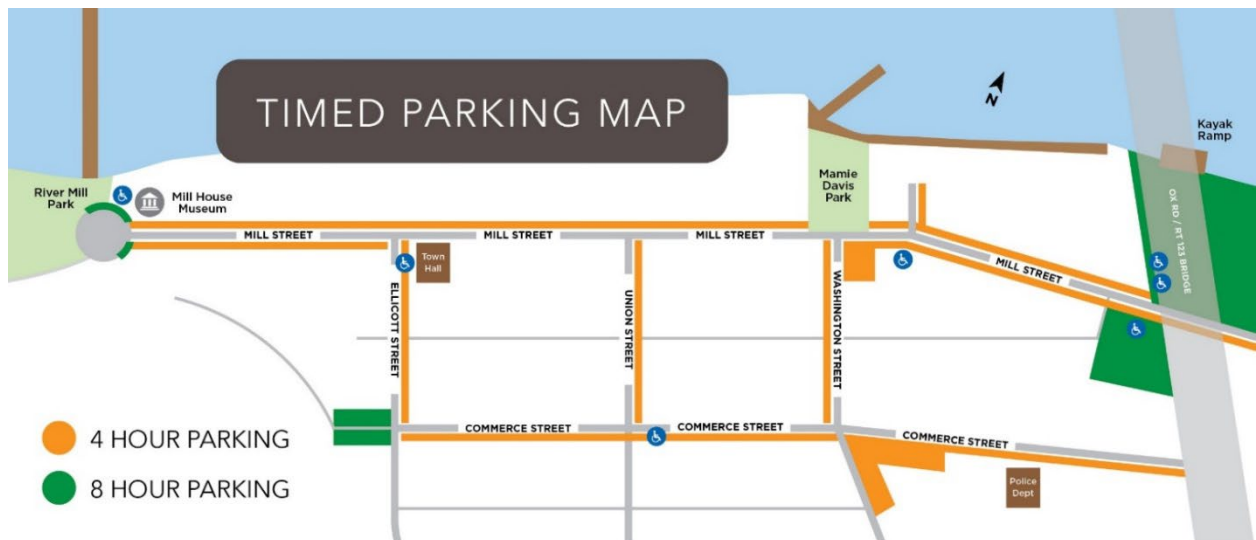 TIMED PARKING MAP
N
Kayak
Ramp
River Mill
Park
Mill House
Museum
Mamie
Davis
Park
MILL STREET
MILL STREET
MILL STREET
MILL STREET
OX RD / RT 123 BRIDGE
Town
Hall
ELLICOTT STREET
UNION STREET
WASHINGTON STREET
COMMERCE STREET
COMMERCE STREET
COMMERCE STREET
4 HOUR PARKING
8 HOUR PARKING
Police
Dept